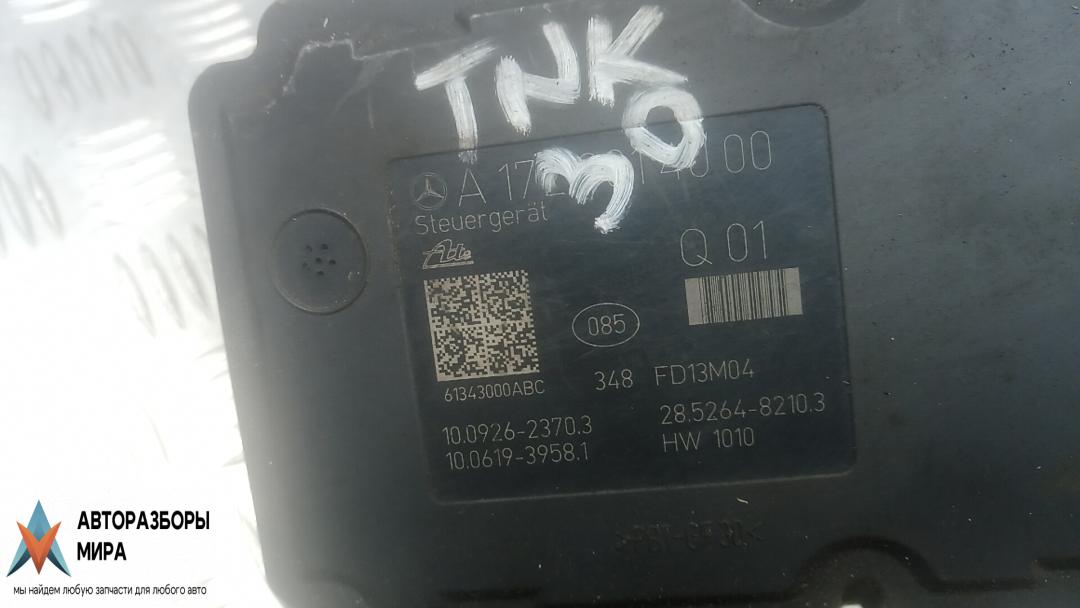 TNK
30
A 17 00
Steuergerät
Ate
Q 01
085
61343000ABC
348 FD13M04
10.0926-2370.3
28.5264-8210.3
10.0619-3958.1
HW 1010
АВТОРАЗБОРЫ
МИРА
мы найдем любую запчасти для любого авто